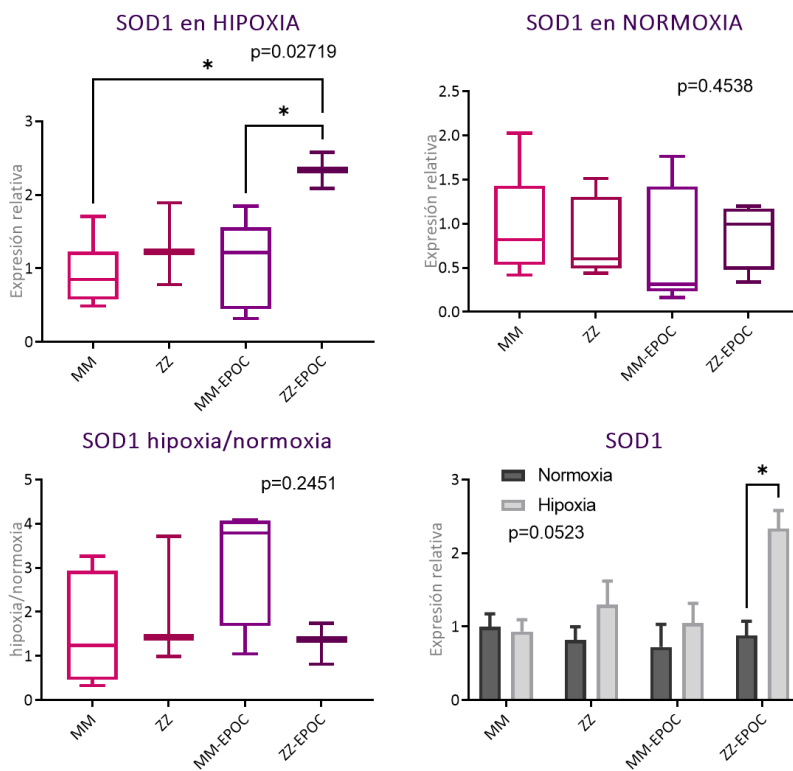 SOD1 en HIPOXIA
p=0.02719
*
*
Expresión relativa
3
2
1
0
MM
ZZ
MM-EPOC
ZZ-EPOC
SOD1 en NORMOXIA
p=0.4538
Expresión relativa
2.5
2.0
1.5
1.0
0.5
0.0
MM
ZZ
MM-EPOC
ZZ-EPOC
SOD1 hipoxia/normoxia
p=0.2451
hipoxia/normoxia
5
4
3
2
1
0
MM
ZZ
MM-EPOC
ZZ-EPOC
SOD1
Normoxia
Hipoxia
p=0.0523
*
Expresión relativa
3
2
1
0
MM
ZZ
MM-EPOC
ZZ-EPOC